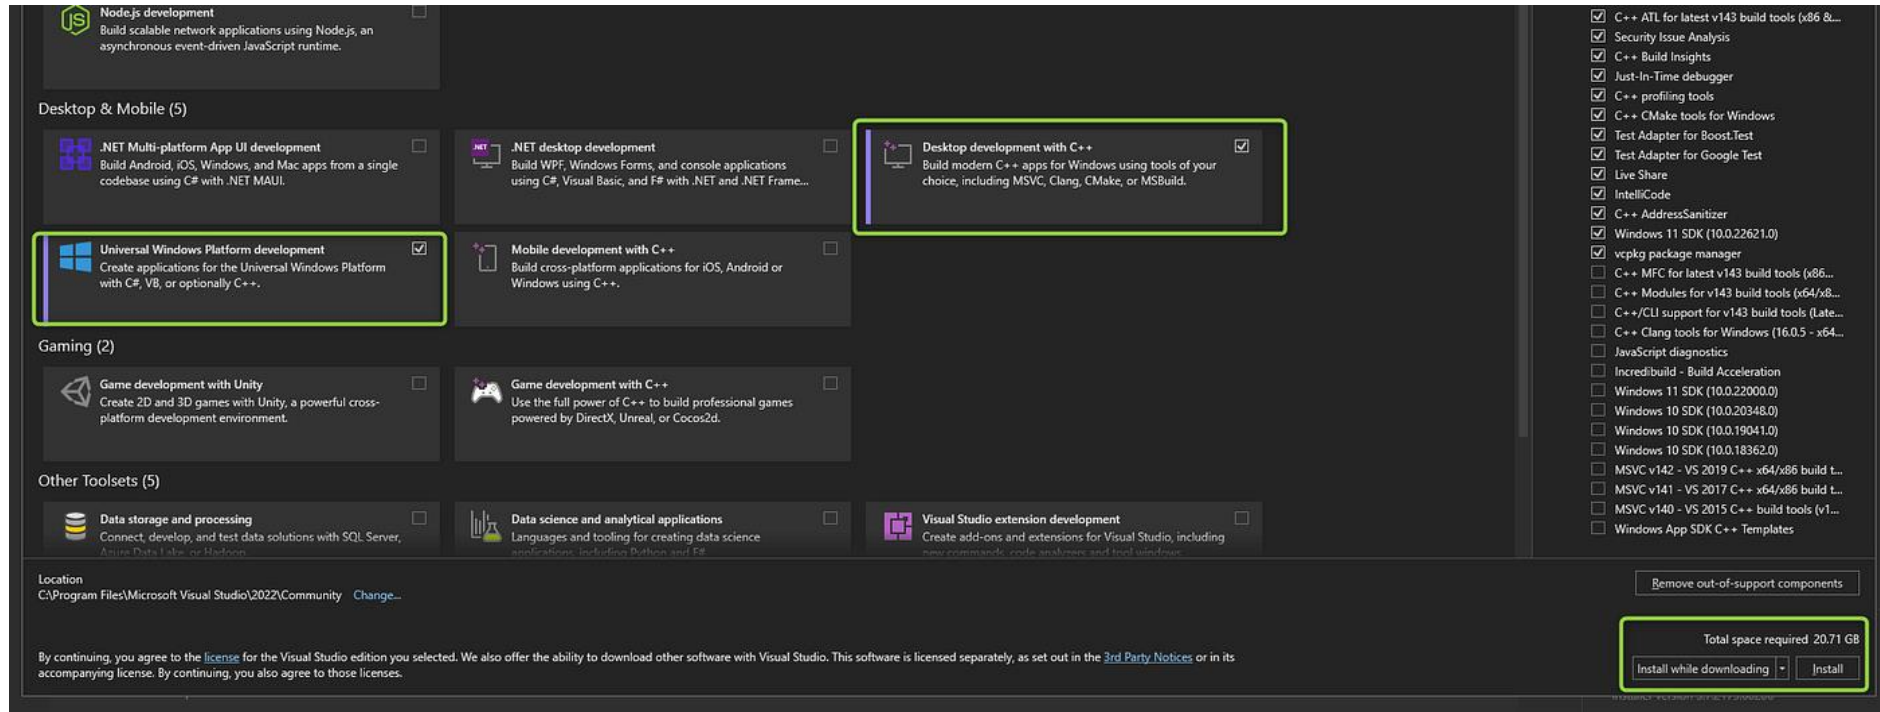 Node.js development
Build scalable network applications using Node.js, an
asynchronous event-driven JavaScript runtime.
Desktop & Mobile (5)
.NET Multi-platform App UI development
Build Android, iOS, Windows, and Mac apps from a single
codebase using C# with .NET MAUI.
.NET
.NET desktop development
Build WPF, Windows Forms, and console applications
using C#, Visual Basic, and F# with .NET and .NET Frame...
Desktop development with C++
Build modern C++ apps for Windows using tools of your
choice, including MSVC, Clang, CMake, or MSBuild.
Universal Windows Platform development
Create applications for the Universal Windows Platform
with C#, VB, or optionally C++.
Mobile development with C++
Build cross-platform applications for iOS, Android or
Windows using C++.
Gaming (2)
Game development with Unity
Create 2D and 3D games with Unity, a powerful cross-
platform development environment.
Game development with C++
Use the full power of C++ to build professional games
powered by DirectX, Unreal, or Cocos2d.
Other Toolsets (5)
Data storage and processing
Connect, develop, and test data solutions with SQL Server,
Azure Data Lake, or Hadoop.
Data science and analytical applications
Languages and tooling for creating data science
applications, including Python and F#.
Visual Studio extension development
Create add-ons and extensions for Visual Studio, including
new commands, code analyzers and tool windows.
C++ ATL for latest v143 build tools (x86 &...
Security Issue Analysis
C++ Build Insights
Just-In-Time debugger
C++ profiling tools
C++ CMake tools for Windows
Test Adapter for Boost.Test
Test Adapter for Google Test
Live Share
IntelliCode
C++ AddressSanitizer
Windows 11 SDK (10.0.22621.0)
vcpkg package manager
C++ MFC for latest v143 build tools (x86...
C++ Modules for v143 build tools (x64/x8...
C++/CLI support for v143 build tools (Late...
C++ Clang tools for Windows (16.0.5 - x64...
JavaScript diagnostics
Incredibuild - Build Acceleration
Windows 11 SDK (10.0.22000.0)
Windows 10 SDK (10.0.20348.0)
Windows 10 SDK (10.0.19041.0)
Windows 10 SDK (10.0.18362.0)
MSVC v142 - VS 2019 C++ x64/x86 build t...
MSVC v141 - VS 2017 C++ x64/x86 build t...
MSVC v140 - VS 2015 C++ build tools (v1...
Windows App SDK C++ Templates
Location
C:\Program Files\Microsoft Visual Studio\2022\Community Change...
Remove out-of-support components
Total space required 20.71 GB
By continuing, you agree to the license for the Visual Studio edition you selected. We also offer the ability to download other software with Visual Studio. This software is licensed separately, as set out in the 3rd Party Notices or in its
accompanying license. By continuing, you also agree to those licenses.
Install while downloading
Install